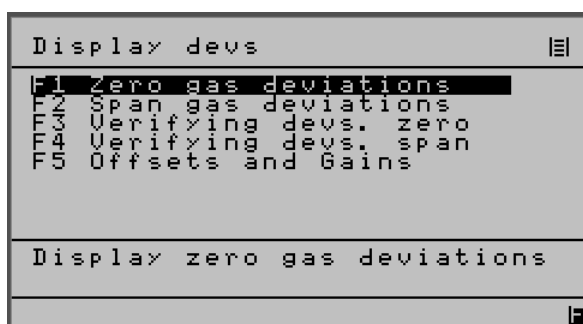 Display devs
F1 Zero gas deviations
F2 Span gas deviations
F3 Verifying devs. zero
F4 Verifying devs. span
F5 Offsets and Gains
Display zero gas deviations